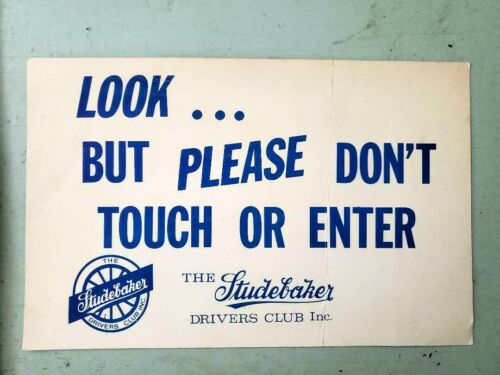 LOOK ...
BUT PLEASE DON'T
TOUCH OR ENTER
THE
Studebaker
DRIVERS CLUB INC.
THE Studebaker
DRIVERS CLUB Inc.